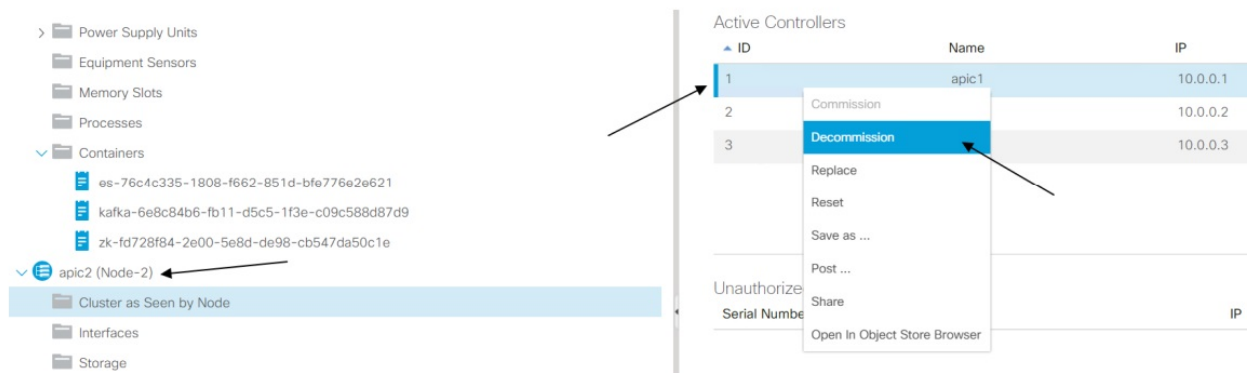 Power Supply Units
Equipment Sensors
Memory Slots
Processes
Containers
es-76c4c335-1808-f662-851d-bfe776e2e621
kafka-6e8c84b6-fb11-d5c5-1f3e-c09c588d87d9
zk-fd728f84-2e00-5e8d-de98-cb547da50c1e
apic2 (Node-2)
Cluster as Seen by Node
Interfaces
Storage
Active Controllers
ID Name IP
1 apic1 10.0.0.1
2 10.0.0.2
3 10.0.0.3
Commission
Decommission
Replace
Reset
Save as ...
Post ...
Share
Open In Object Store Browser
Unauthorize
Serial Numbe IP